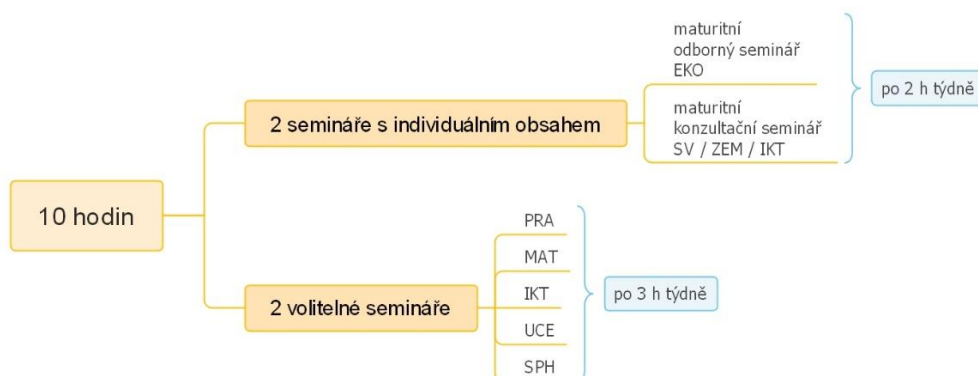 10 hodin
2 semináře s individuálním obsahem
maturitní
odborný seminář
EKO
maturitní
konzultační seminář
SV / ZEM / IKT
po 2 h týdně
2 volitelné semináře
PRA
MAT
IKT
UCE
SPH
po 3 h týdně